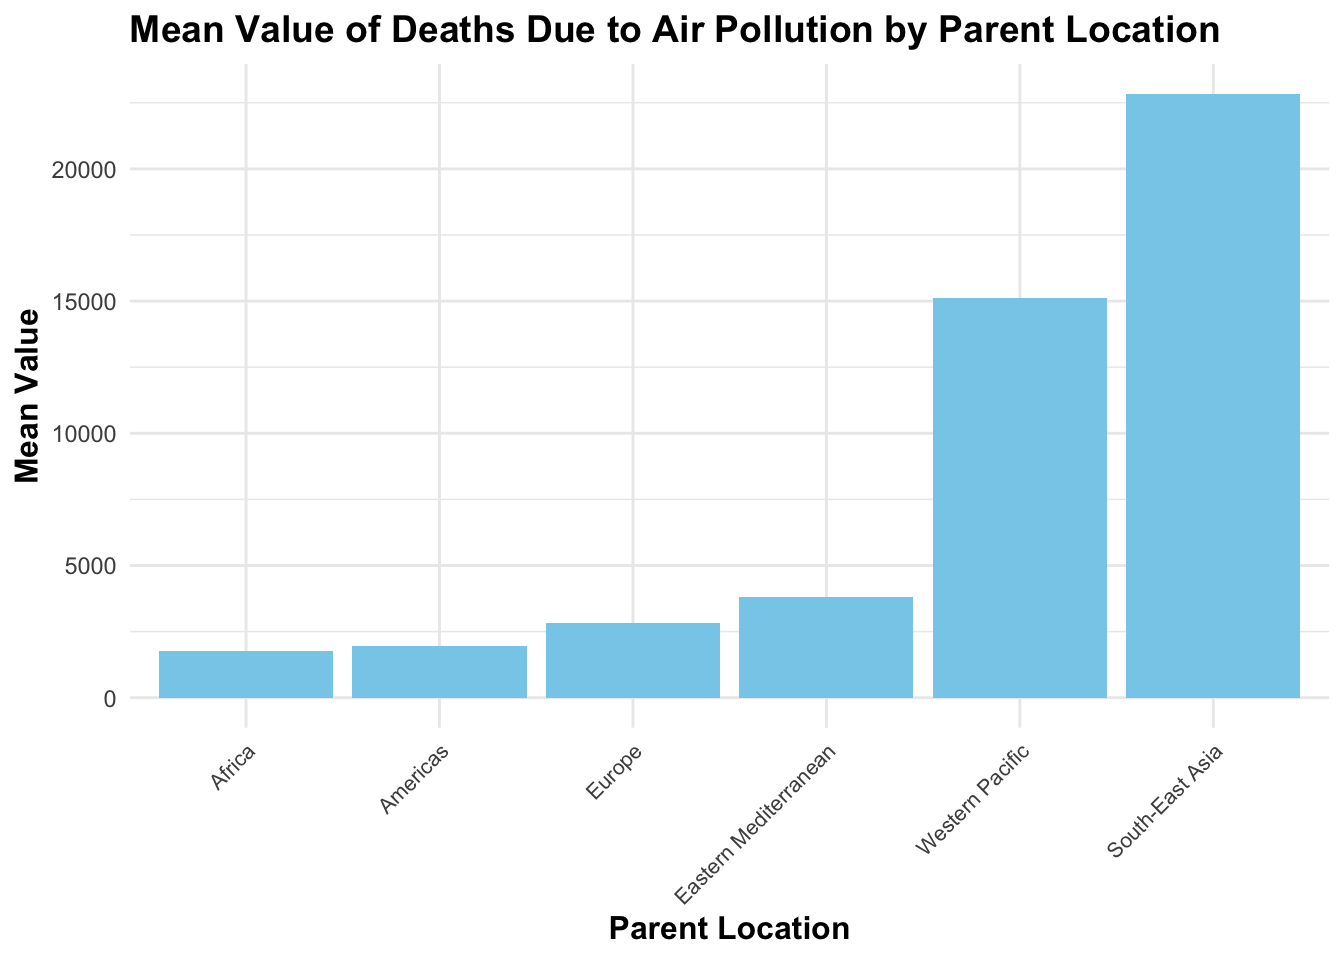 Mean Value of Deaths Due to Air Pollution by Parent Location
Mean Value
20000
15000
10000
5000
0
Africa
Americas
Europe
Eastern Mediterranean
Western Pacific
South-East Asia
Parent Location